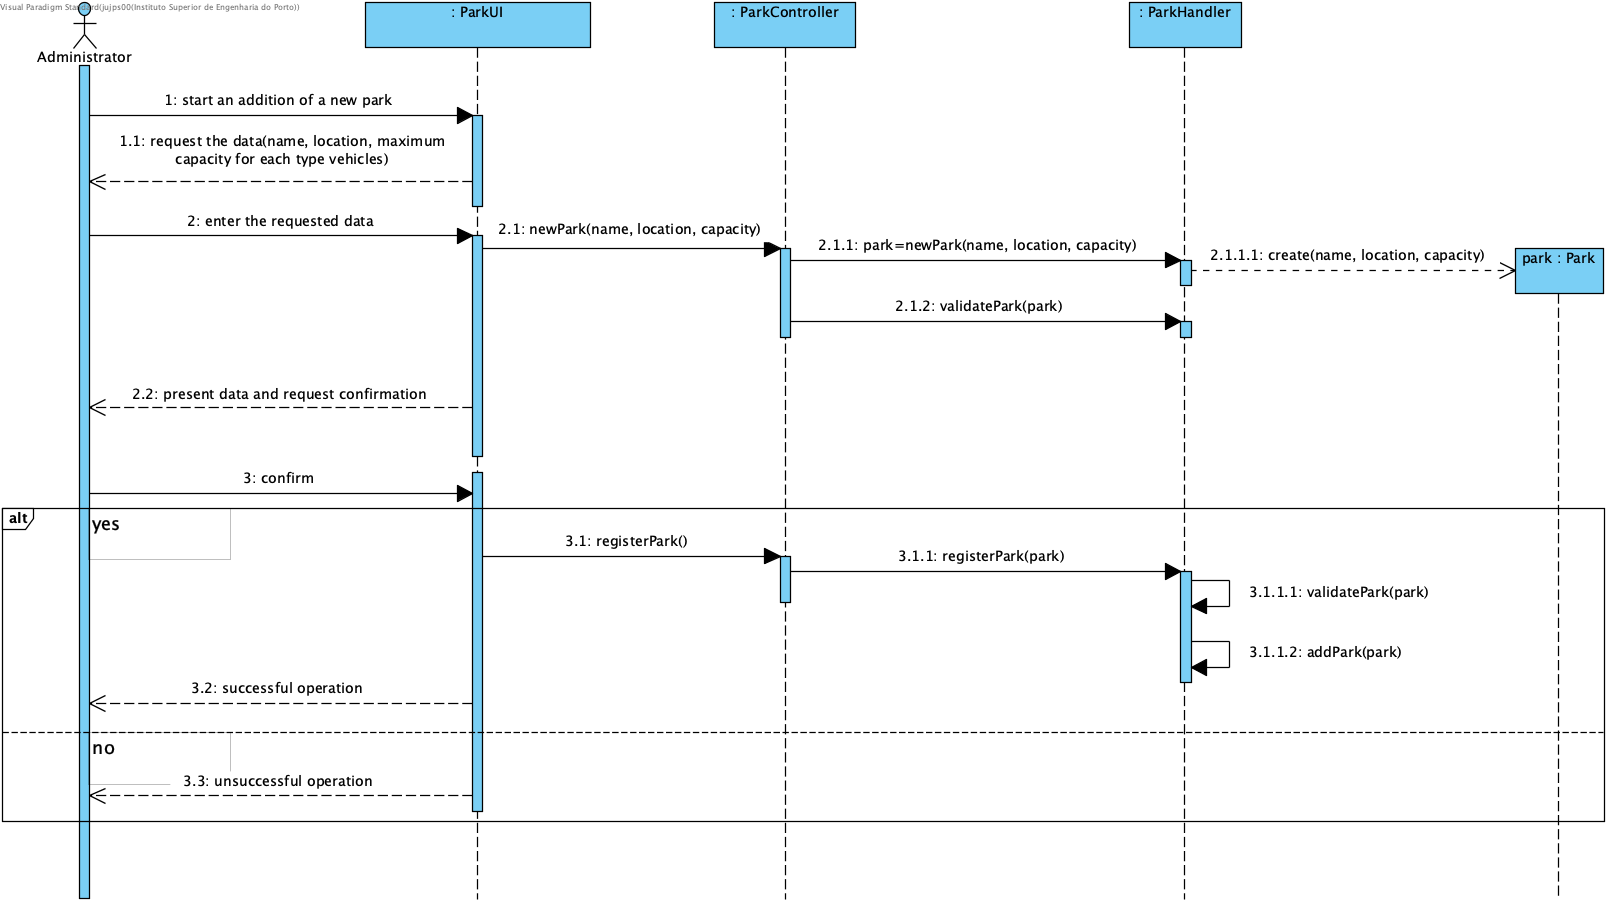 Visual Paradigm Standard(jujps00(Instituto Superior de Engenharia do Porto))
: ParkUI
: ParkController
: ParkHandler
Administrator
1: start an addition of a new park
1.1: request the data(name, location, maximum
capacity for each type vehicles)
2: enter the requested data
2.1: newPark(name, location, capacity)
2.1.1: park=newPark(name, location, capacity)
2.1.1.1: create(name, location, capacity)
park : Park
2.1.2: validatePark(park)
2.2: present data and request confirmation
3: confirm
alt
yes
3.1: registerPark()
3.1.1: registerPark(park)
3.1.1.1: validatePark(park)
3.1.1.2: addPark(park)
3.2: successful operation
no
3.3: unsuccessful operation